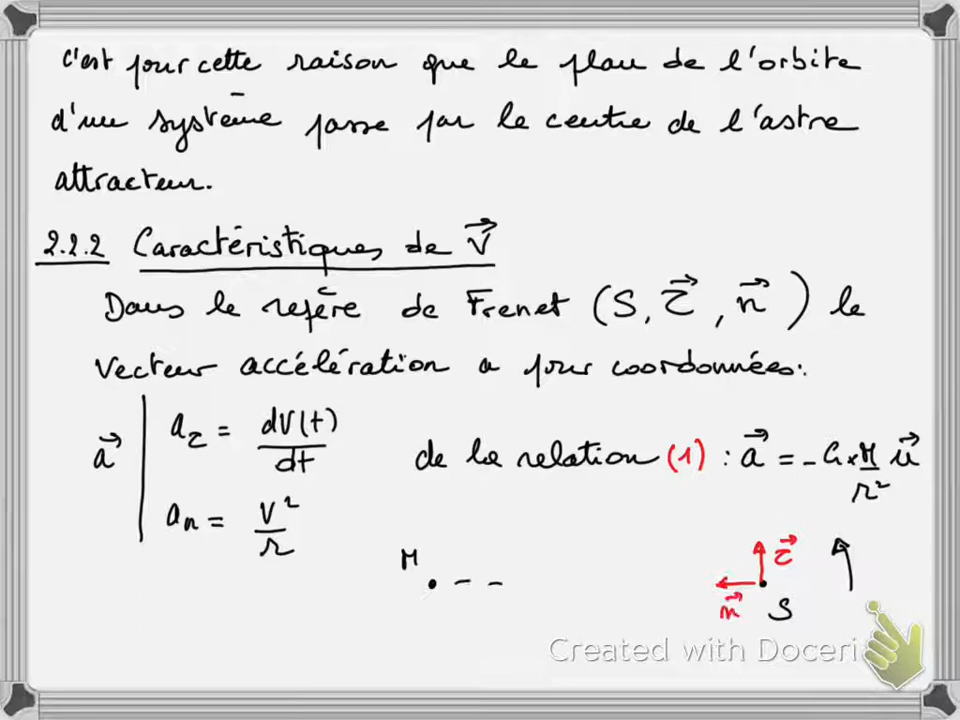 c'est pour cette raison que le plan de l'orbite
d'un système passe par le centre de l'astre
attracteur.
2.2.2 Caractéristiques de V⃗
Dans le repère de Frenet (S, τ⃗, n⃗) le
vecteur accélération a pour coordonnées:
a⃗ | aτ = dV(t)/dt
an = V²/r
de la relation (1) : a⃗ = - G × M/r² u⃗
M
τ⃗
n⃗
S
Created with Doceri